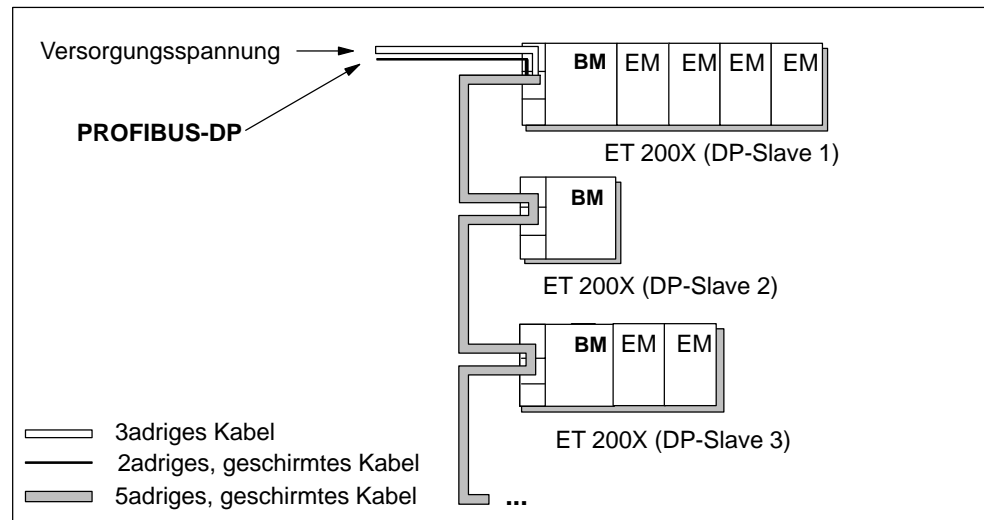 Versorgungsspannung
PROFIBUS-DP
BM EM EM EM EM
ET 200X (DP-Slave 1)
BM
ET 200X (DP-Slave 2)
BM EM EM
ET 200X (DP-Slave 3)
3adriges Kabel
2adriges, geschirmtes Kabel
5adriges, geschirmtes Kabel
...